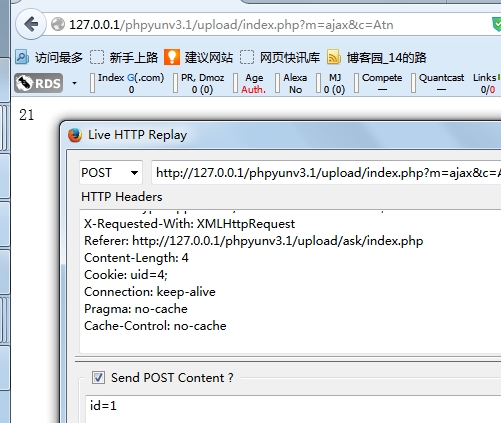 127.0.0.1/phpyunv3.1/upload/index.php?m=ajax&c=Atn
访问最多 新手上路 建议网站 网页快讯库 博客园_14的路
RDS Index G(.com) 0 PR, Dmoz 0 (0) Age Auth. Alexa No MJ 0 (0) Compete — Quantcast — Links 0/0
21
Live HTTP Replay
POST http://127.0.0.1/phpyunv3.1/upload/index.php?m=ajax&c=A
HTTP Headers
X-Requested-With: XMLHttpRequest
Referer: http://127.0.0.1/phpyunv3.1/upload/ask/index.php
Content-Length: 4
Cookie: uid=4;
Connection: keep-alive
Pragma: no-cache
Cache-Control: no-cache
Send POST Content ?
id=1